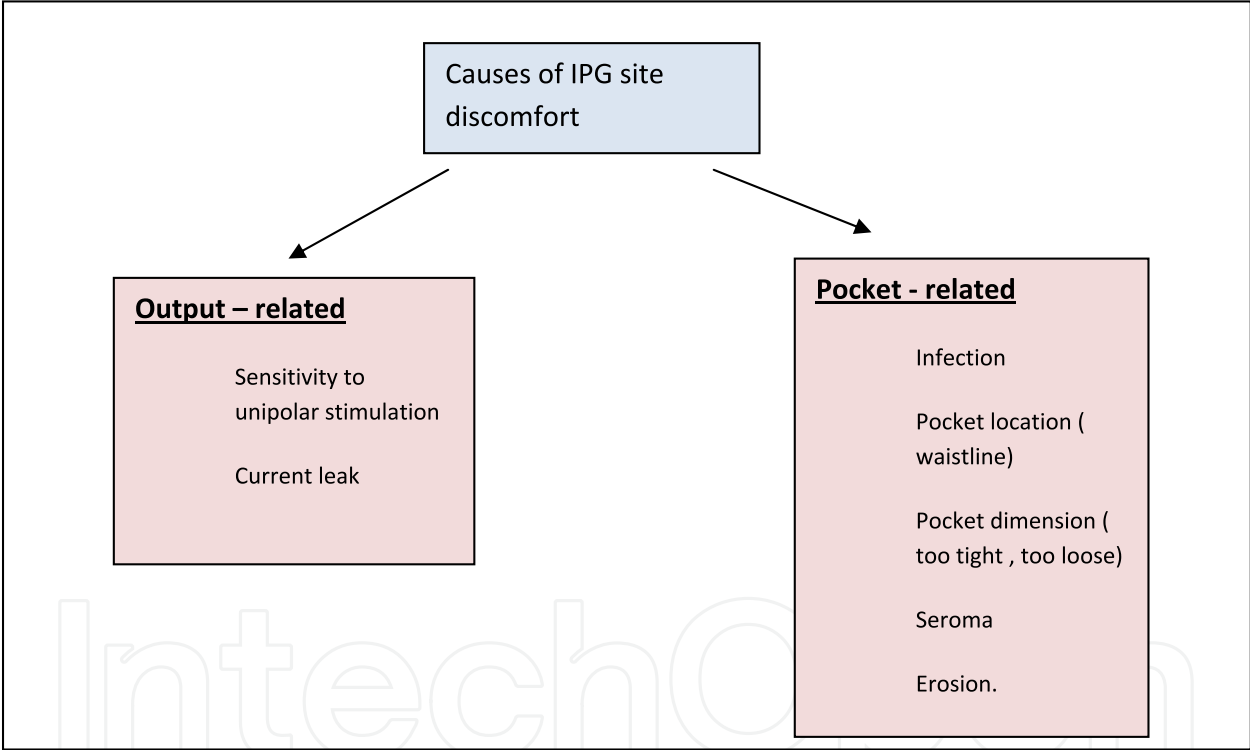 Causes of IPG site
discomfort
Output – related
Sensitivity to
unipolar stimulation
Current leak
Pocket - related
Infection
Pocket location (
waistline)
Pocket dimension (
too tight , too loose)
Seroma
Erosion.